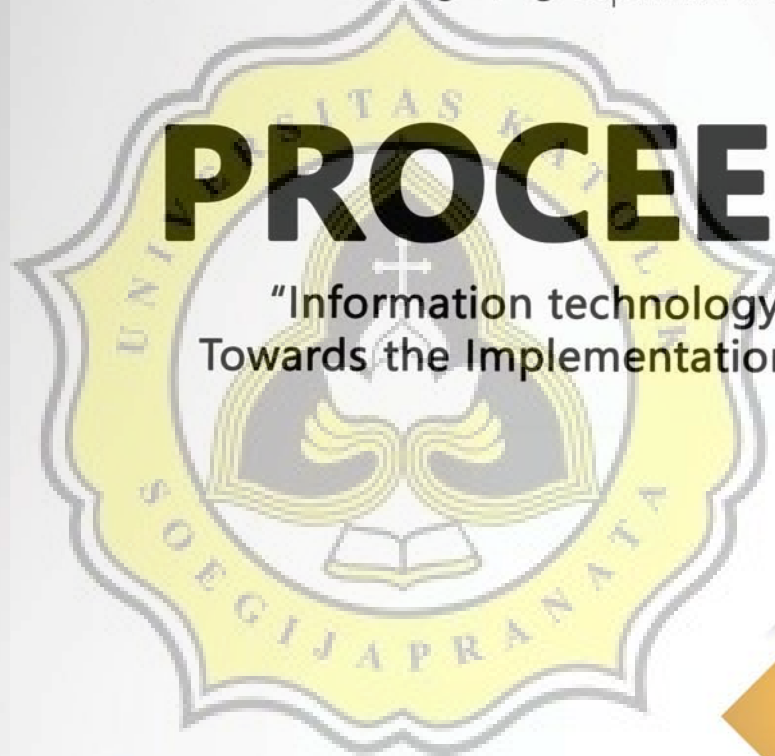 PROCEE
"Information technology
Towards the Implementation
UNIVERSITAS KATOLIK
SOEGIJAPRANATA